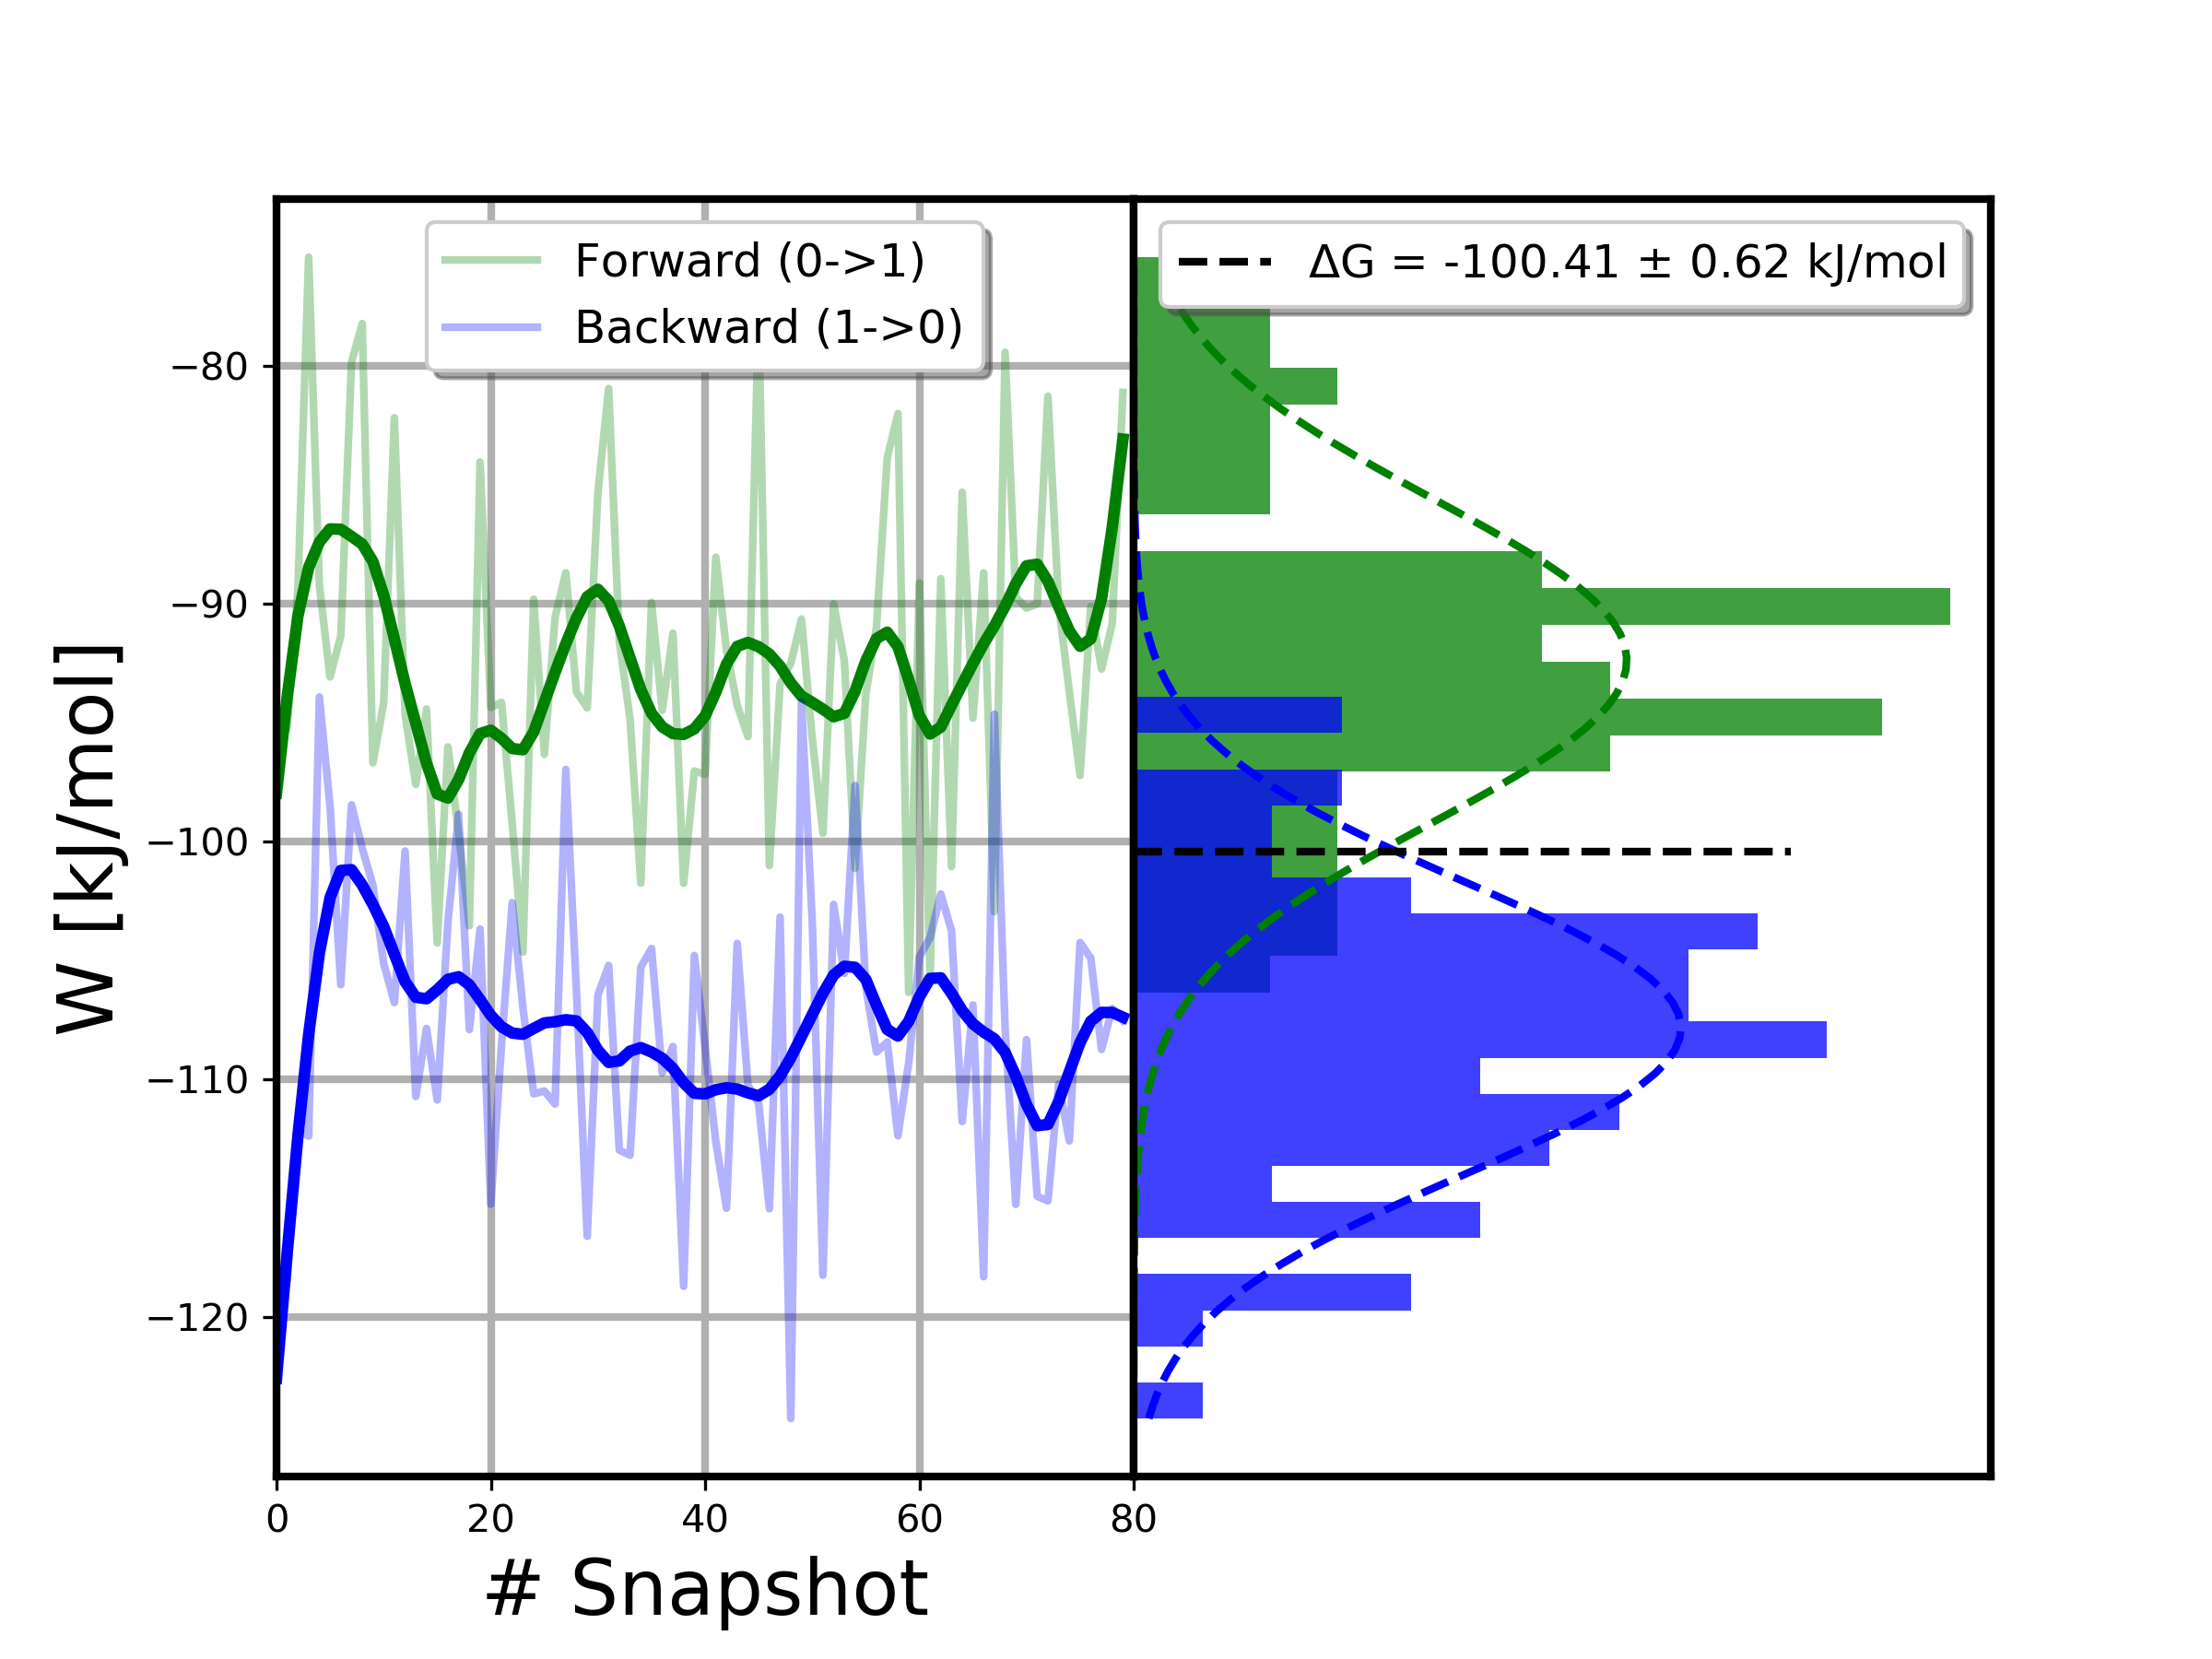 Forward (0->1)
Backward (1->0)
ΔG = -100.41 ± 0.62 kJ/mol
W [kJ/mol]
−80
−90
−100
−110
−120
0 20 40 60 80
# Snapshot